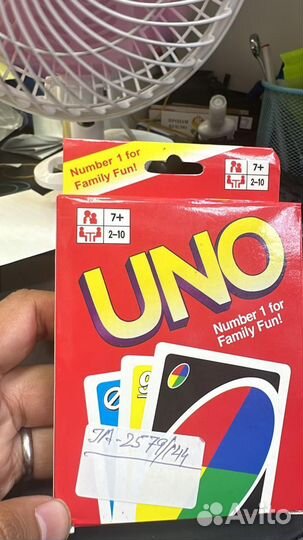 Number 1 for
Family Fun!
7+
2-10
7+
2-10
UNO
Number 1 for
Family Fun!
JA-2579/144
Avito